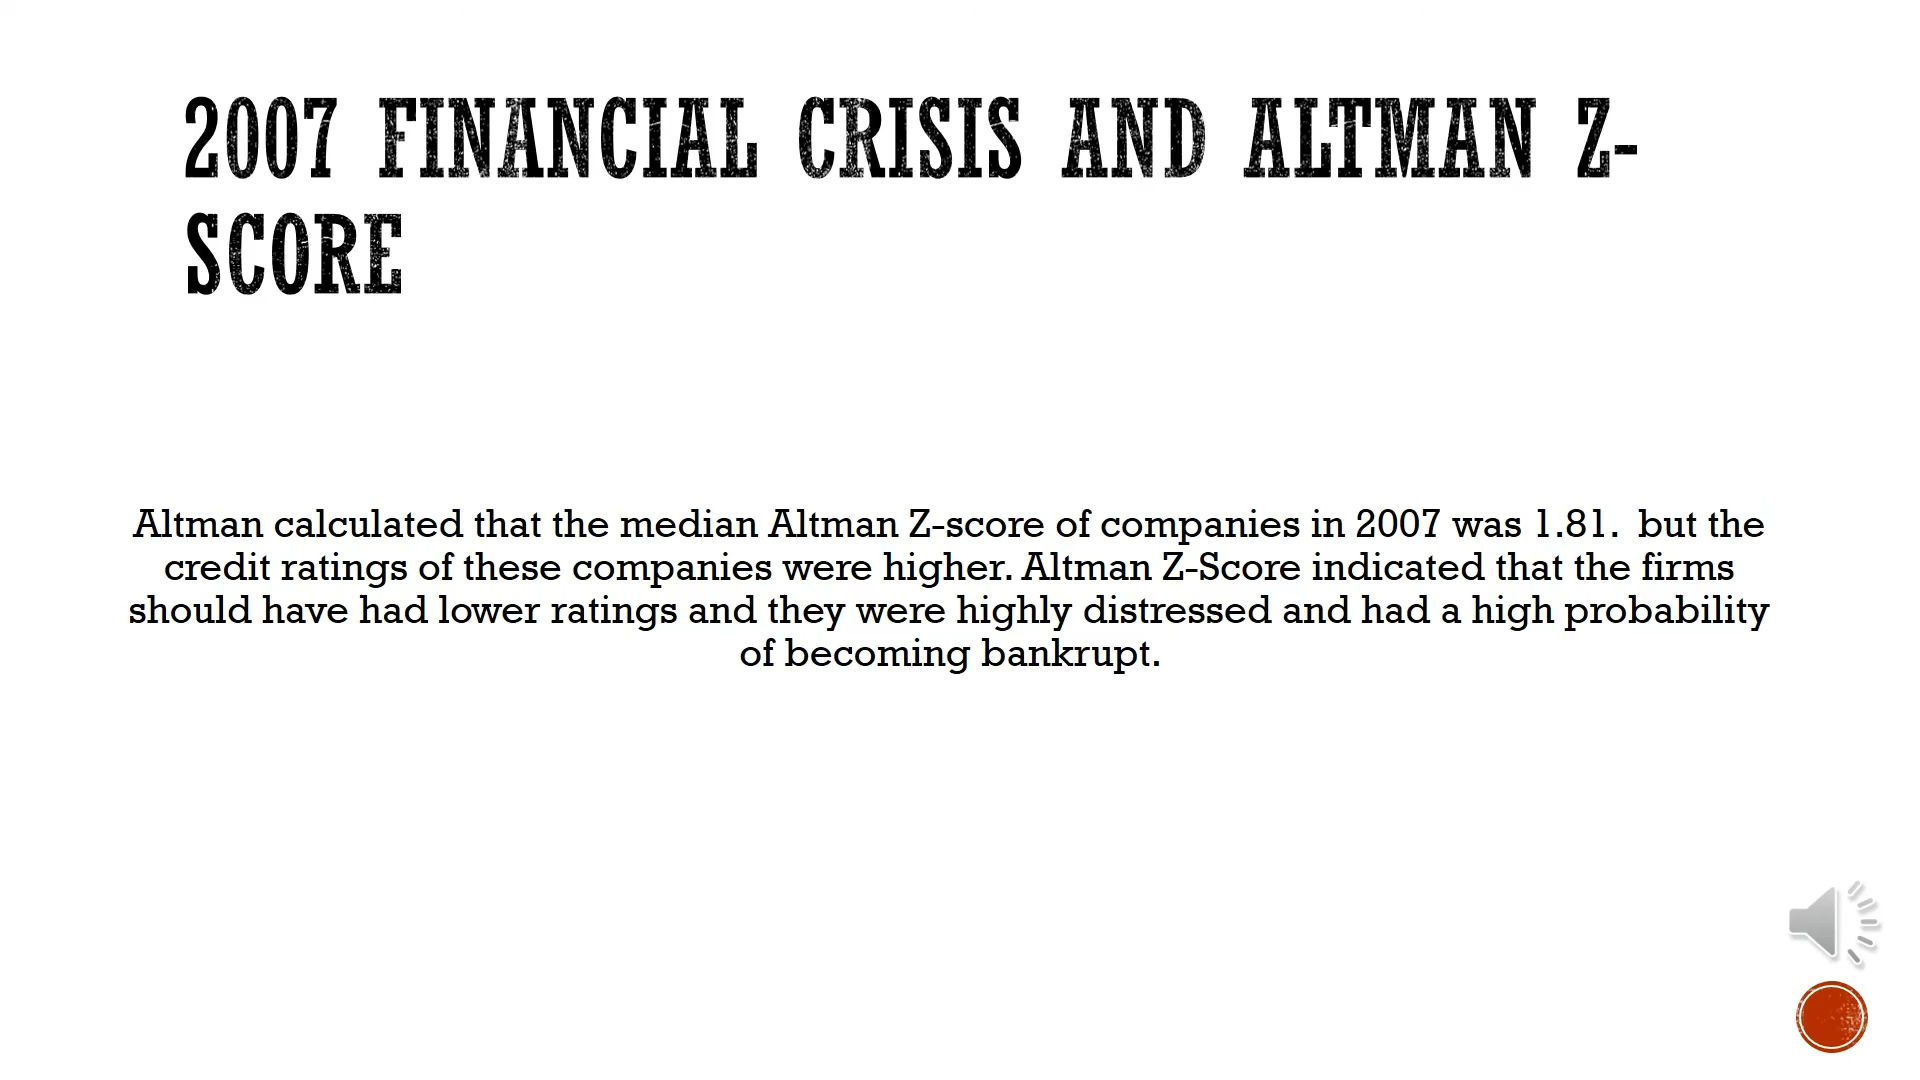 2007 FINANCIAL CRISIS AND ALTMAN Z-
SCORE
Altman calculated that the median Altman Z-score of companies in 2007 was 1.81.  but the
credit ratings of these companies were higher. Altman Z-Score indicated that the firms
should have had lower ratings and they were highly distressed and had a high probability
of becoming bankrupt.